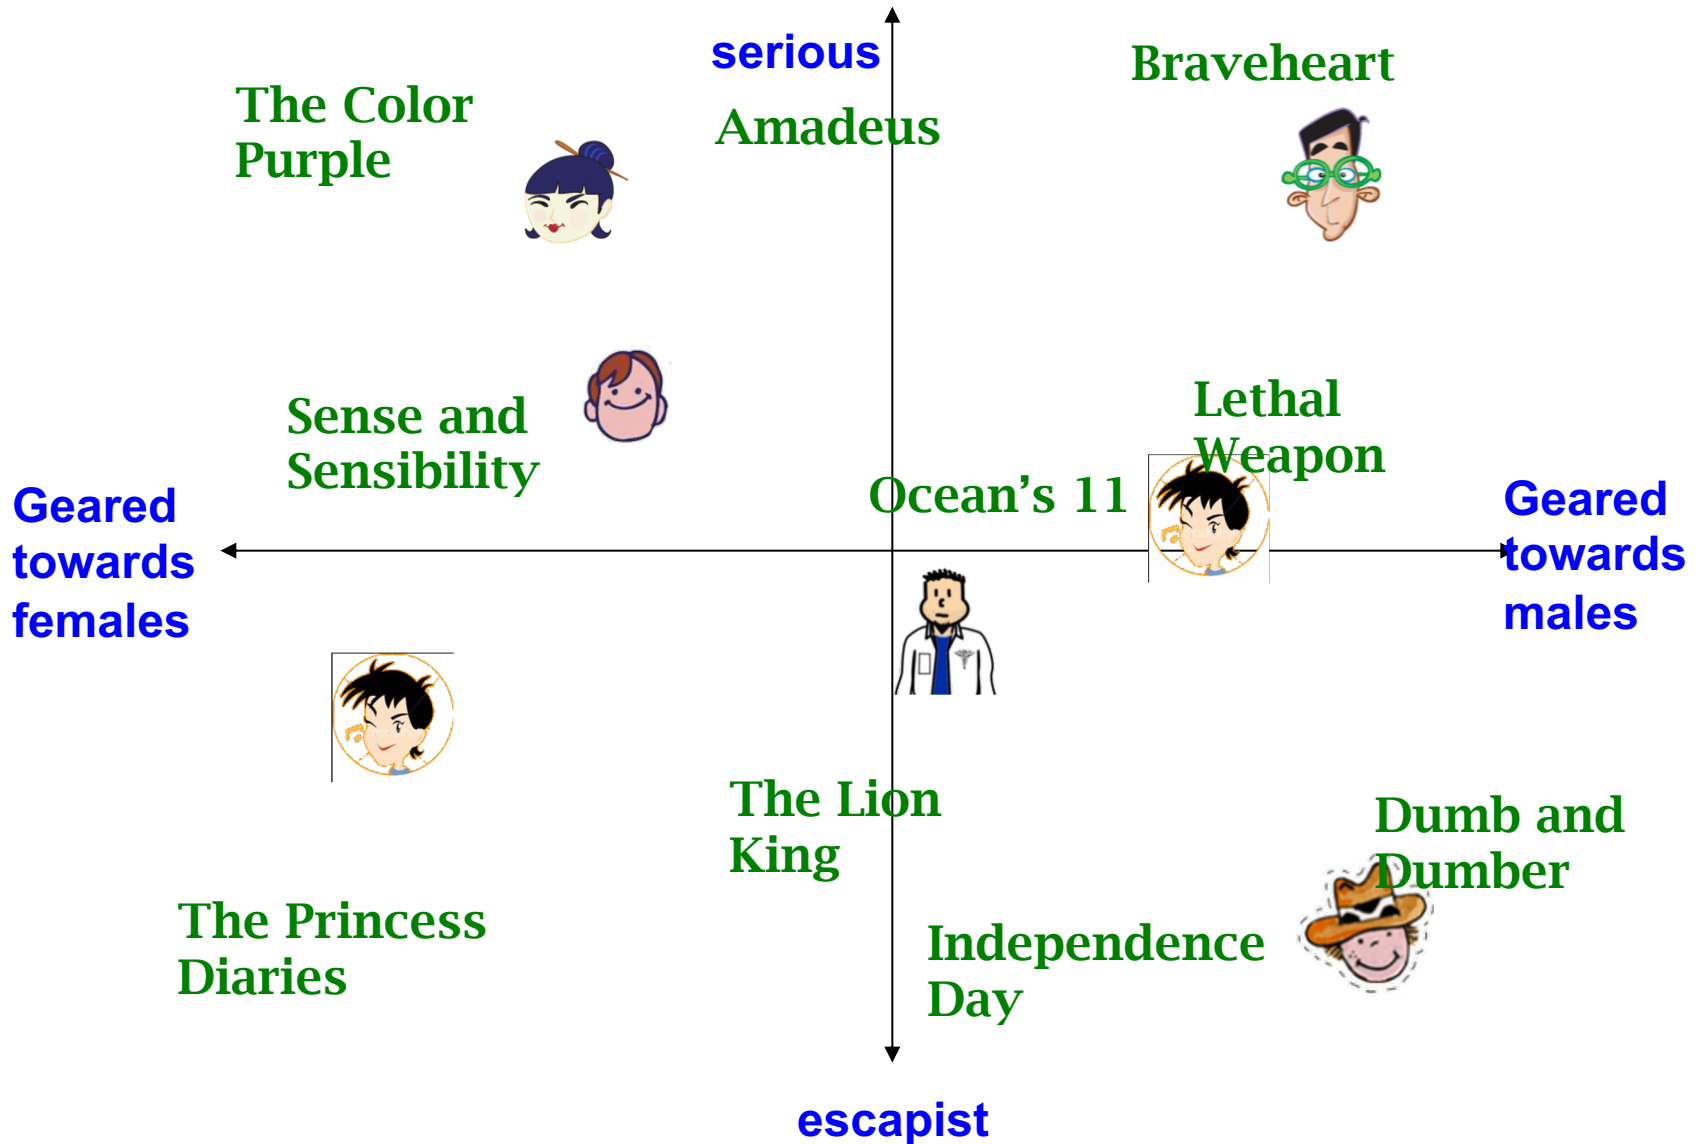 serious
Braveheart
The Color
Purple
Amadeus
Lethal
Weapon
Sense and
Sensibility
Ocean's 11
Geared
towards
females
Geared
towards
males
The Lion
King
Dumb and
Dumber
The Princess
Diaries
Independence
Day
escapist